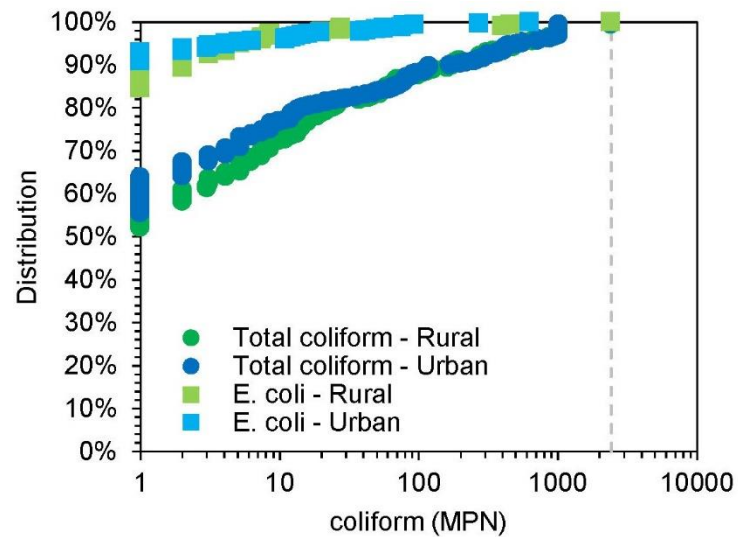 100%
90%
80%
70%
60%
50%
40%
30%
20%
10%
0%
Distribution
Total coliform - Rural
Total coliform - Urban
E. coli - Rural
E. coli - Urban
1 10 100 1000 10000
coliform (MPN)